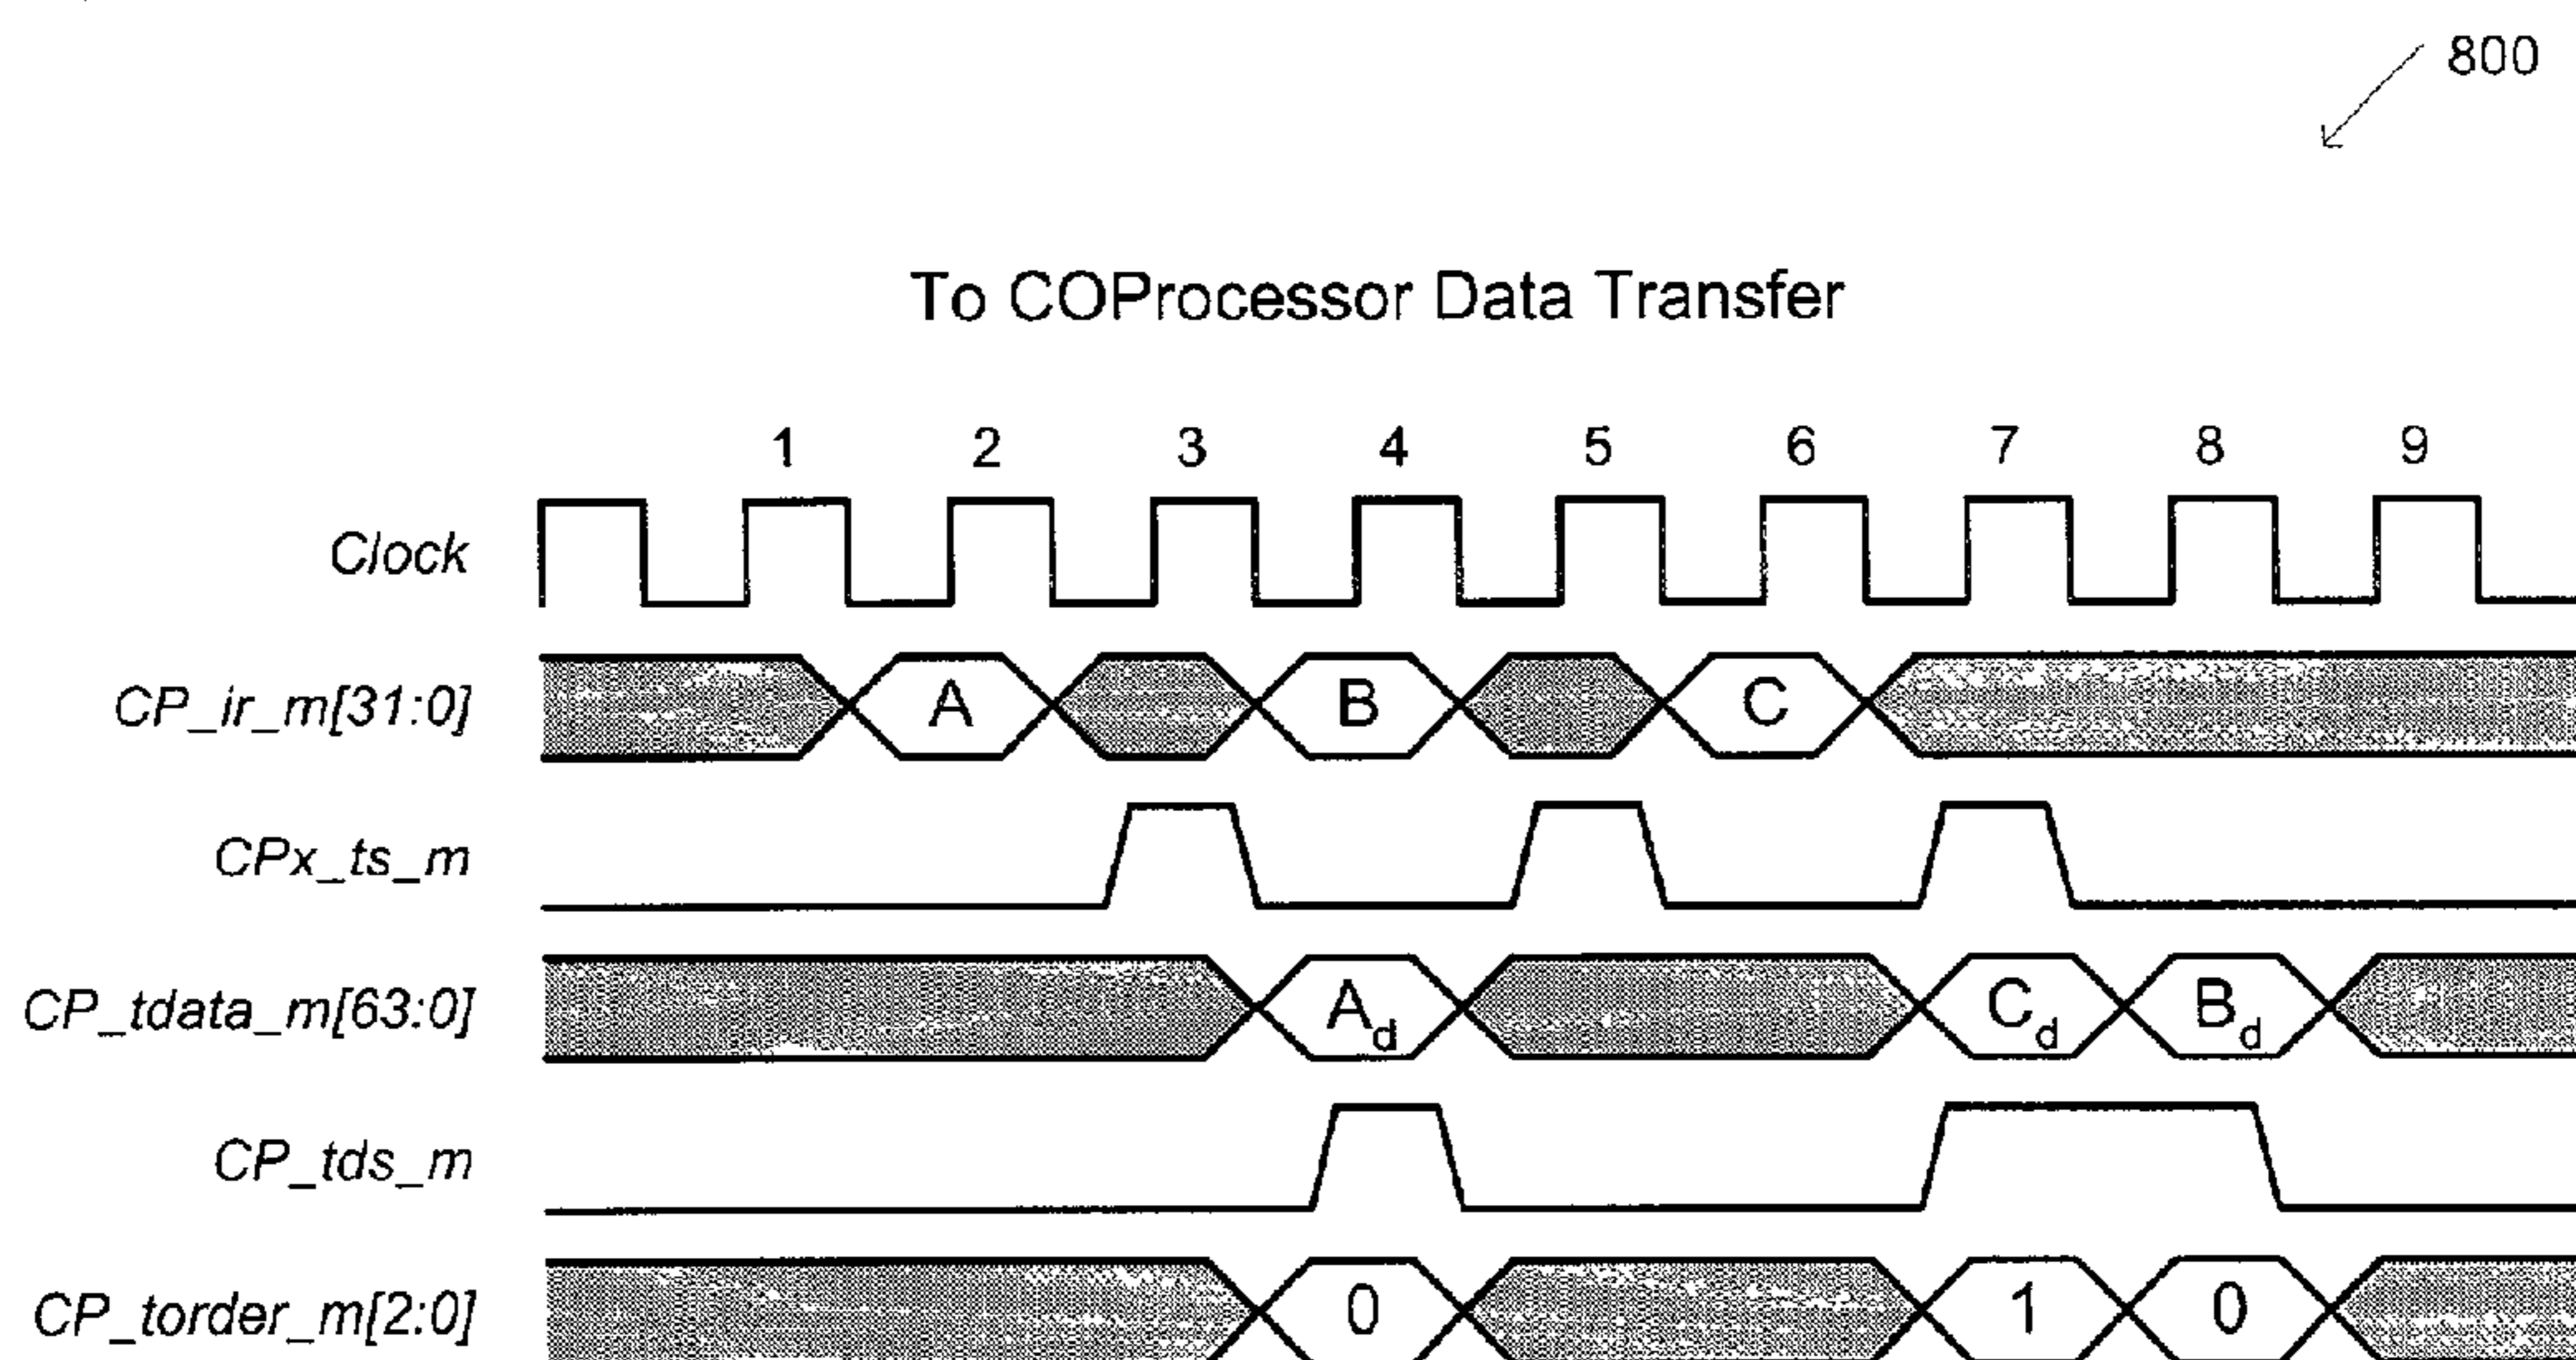 800
To COProcessor Data Transfer
1 2 3 4 5 6 7 8 9
Clock
CP_ir_m[31:0] A B C
CPx_ts_m
CP_tdata_m[63:0] Ad Cd Bd
CP_tds_m
CP_torder_m[2:0] 0 1 0